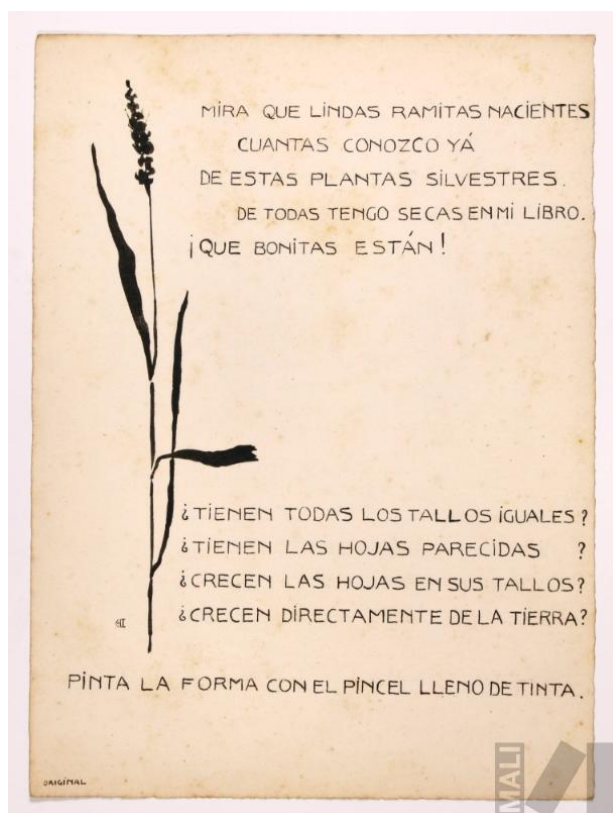 MIRA QUE LINDAS RAMITAS NACIENTES
CUANTAS CONOZCO YÁ
DE ESTAS PLANTAS SILVESTRES.
DE TODAS TENGO SECAS EN MI LIBRO.
¡QUE BONITAS ESTÁN!
¿TIENEN TODAS LOS TALLOS IGUALES?
¿TIENEN LAS HOJAS PARECIDAS ?
¿CRECEN LAS HOJAS EN SUS TALLOS?
¿CRECEN DIRECTAMENTE DE LA TIERRA?
PINTA LA FORMA CON EL PINCEL LLENO DE TINTA.
ORIGINAL
MALI